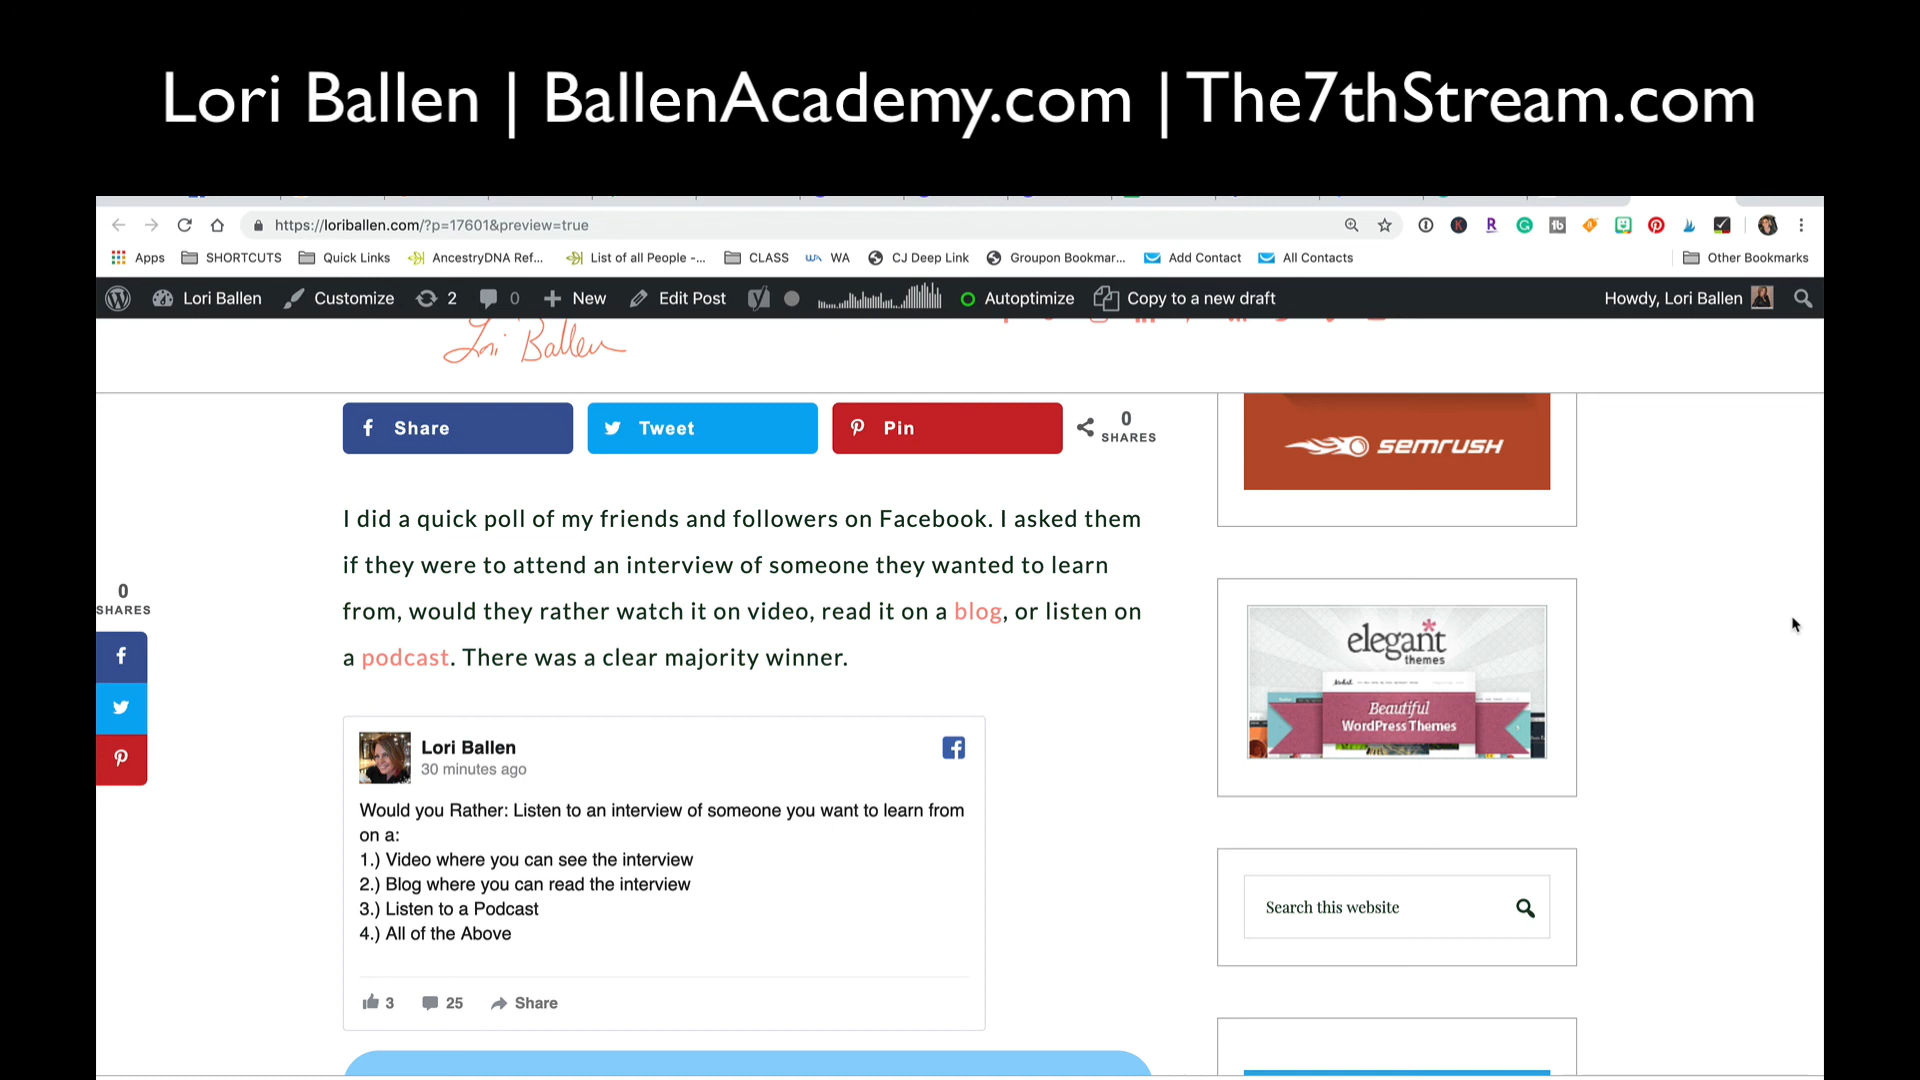 Lori Ballen | BallenAcademy.com | The7thStream.com
https://loriballen.com/?p=17601&preview=true
Apps SHORTCUTS Quick Links AncestryDNA Ref... List of all People -... CLASS WA CJ Deep Link Groupon Bookmar... Add Contact All Contacts Other Bookmarks
Lori Ballen Customize 2 0 New Edit Post Autoptimize Copy to a new draft Howdy, Lori Ballen
Lori Ballen
Share Tweet Pin 0 SHARES
semrush
I did a quick poll of my friends and followers on Facebook. I asked them
if they were to attend an interview of someone they wanted to learn
from, would they rather watch it on video, read it on a blog, or listen on
a podcast. There was a clear majority winner.
0
SHARES
elegant
themes
Beautiful
WordPress Themes
Lori Ballen
30 minutes ago
Would you Rather: Listen to an interview of someone you want to learn from
on a:
1.) Video where you can see the interview
2.) Blog where you can read the interview
3.) Listen to a Podcast
4.) All of the Above
3 25 Share
Search this website